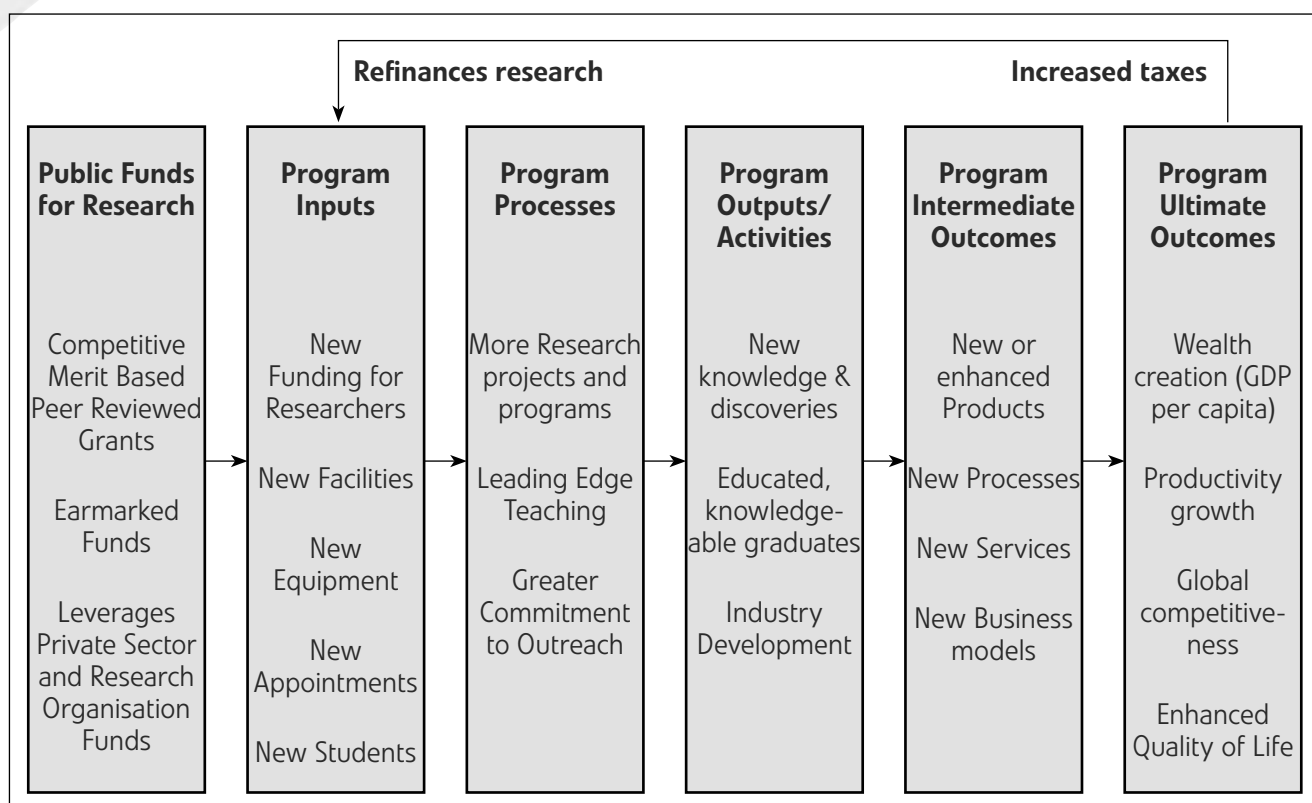 Refinances research
Increased taxes
Public Funds
for Research
Competitive
Merit Based
Peer Reviewed
Grants
Earmarked
Funds
Leverages
Private Sector
and Research
Organisation
Funds
Program
Inputs
New
Funding for
Researchers
New Facilities
New
Equipment
New
Appointments
New Students
Program
Processes
More Research
projects and
programs
Leading Edge
Teaching
Greater
Commitment
to Outreach
Program
Outputs/
Activities
New
knowledge &
discoveries
Educated,
knowledge-
able graduates
Industry
Development
Program
Intermediate
Outcomes
New or
enhanced
Products
New Processes
New Services
New Business
models
Program
Ultimate
Outcomes
Wealth
creation (GDP
per capita)
Productivity
growth
Global
competitive-
ness
Enhanced
Quality of Life